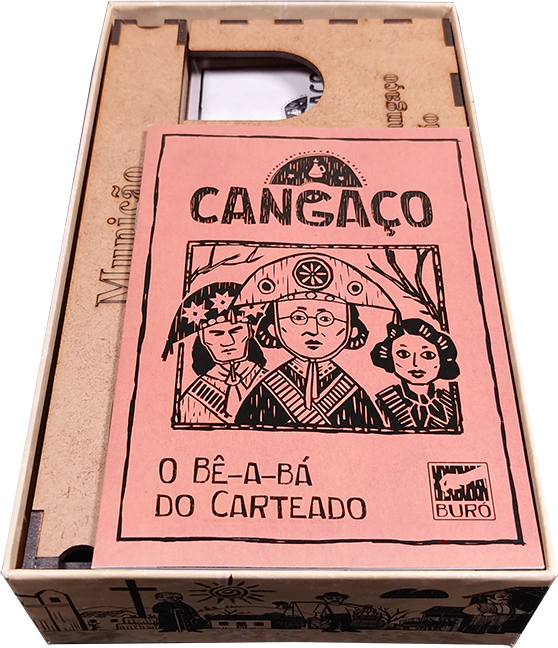 Munição
CANGAÇO
O BÊ-A-BÁ
DO CARTEADO
BURÓ